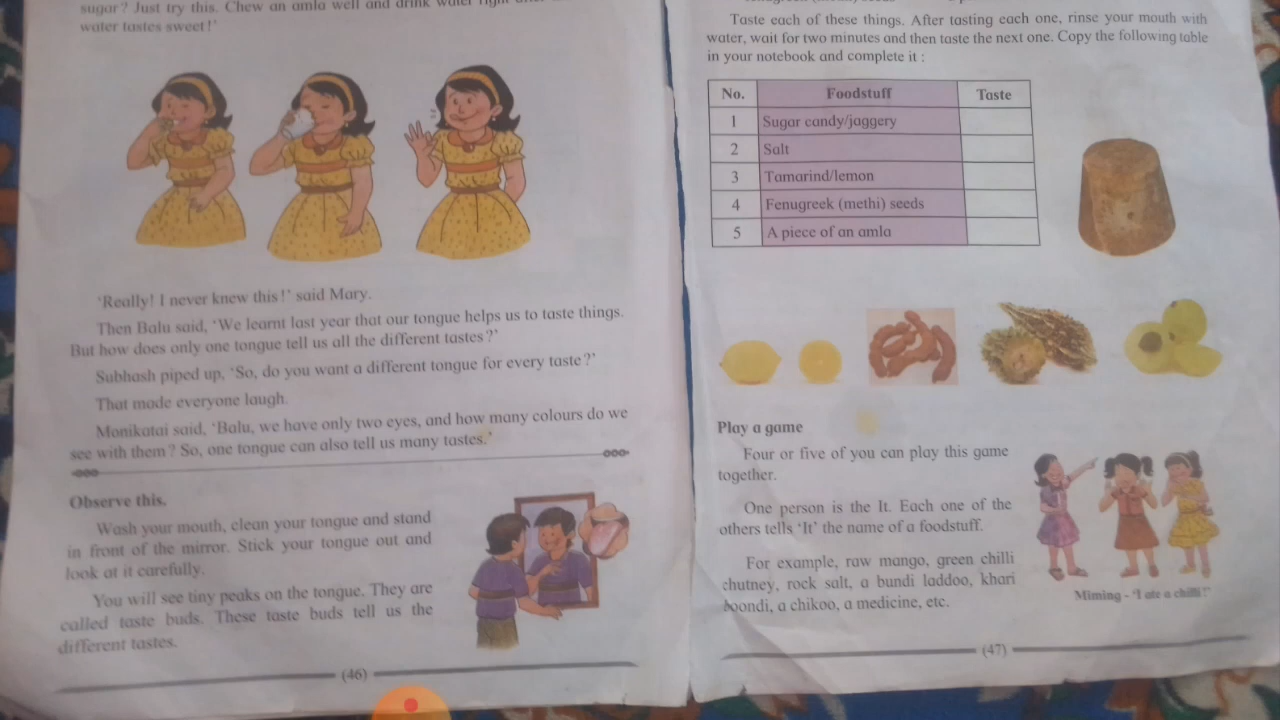 sugar? Just try this. Chew an amla well and drink water right
water tastes sweet!'
'Really! I never knew this!' said Mary.
Then Balu said, 'We learnt last year that our tongue helps us to taste things.
But how does only one tongue tell us all the different tastes?'
Subhash piped up, 'So, do you want a different tongue for every taste?'
That made everyone laugh.
Monikatai said, 'Balu, we have only two eyes, and how many colours do we
see with them? So, one tongue can also tell us many tastes.'
Observe this.
Wash your mouth, clean your tongue and stand
in front of the mirror. Stick your tongue out and
look at it carefully.
You will see tiny peaks on the tongue. They are
called taste buds. These taste buds tell us the
different tastes.
(46)
Taste each of these things. After tasting each one, rinse your mouth with
water, wait for two minutes and then taste the next one. Copy the following table
in your notebook and complete it :
No. Foodstuff Taste
1 Sugar candy/jaggery
2 Salt
3 Tamarind/lemon
4 Fenugreek (methi) seeds
5 A piece of an amla
Play a game
Four or five of you can play this game
together.
One person is the It. Each one of the
others tells 'It' the name of a foodstuff.
For example, raw mango, green chilli
chutney, rock salt, a bundi laddoo, khari
boondi, a chikoo, a medicine, etc.
Miming - 'I ate a chilli!'
(47)